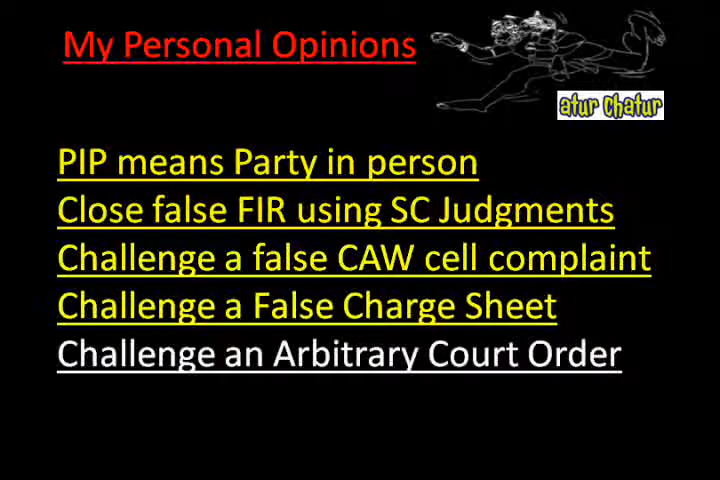 My Personal Opinions
atur chatur
PIP means Party in person
Close false FIR using SC Judgments
Challenge a false CAW cell complaint
Challenge a False Charge Sheet
Challenge an Arbitrary Court Order